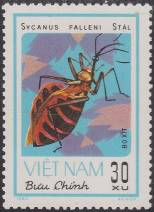 SYCANUS FALLENI STÅL
BỌ XÍT
VIỆT NAM
Bưu Chính
30
XU